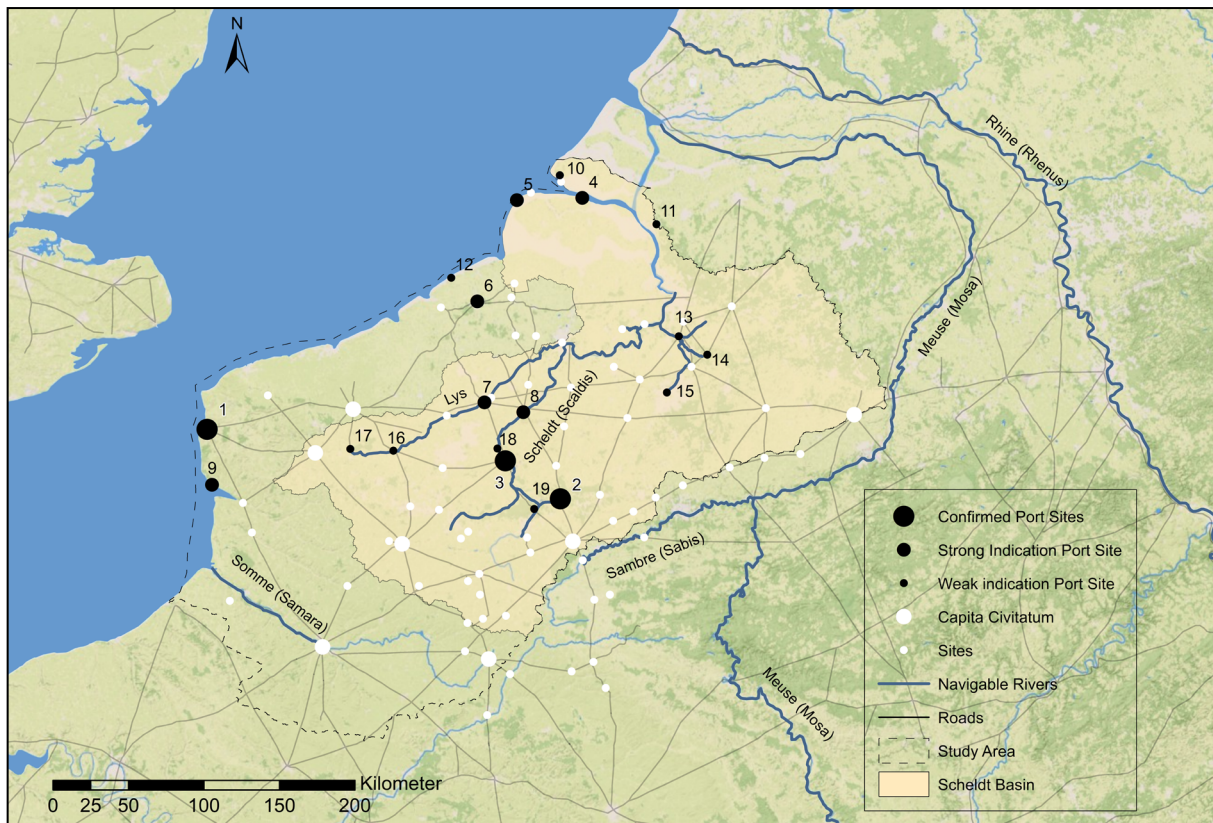 N
Rhine (Rhenus)
10
5
4
11
12
6
Meuse (Mosa)
13
14
15
Lys
7
8
Scheldt (Scaldis)
1
17
16
18
3
9
19
2
Sambre (Sabis)
Somme (Samara)
Meuse (Mosa)
Confirmed Port Sites
Strong Indication Port Site
Weak indication Port Site
Capita Civitatum
Sites
Navigable Rivers
Roads
Study Area
Scheldt Basin
Kilometer
0 25 50 100 150 200